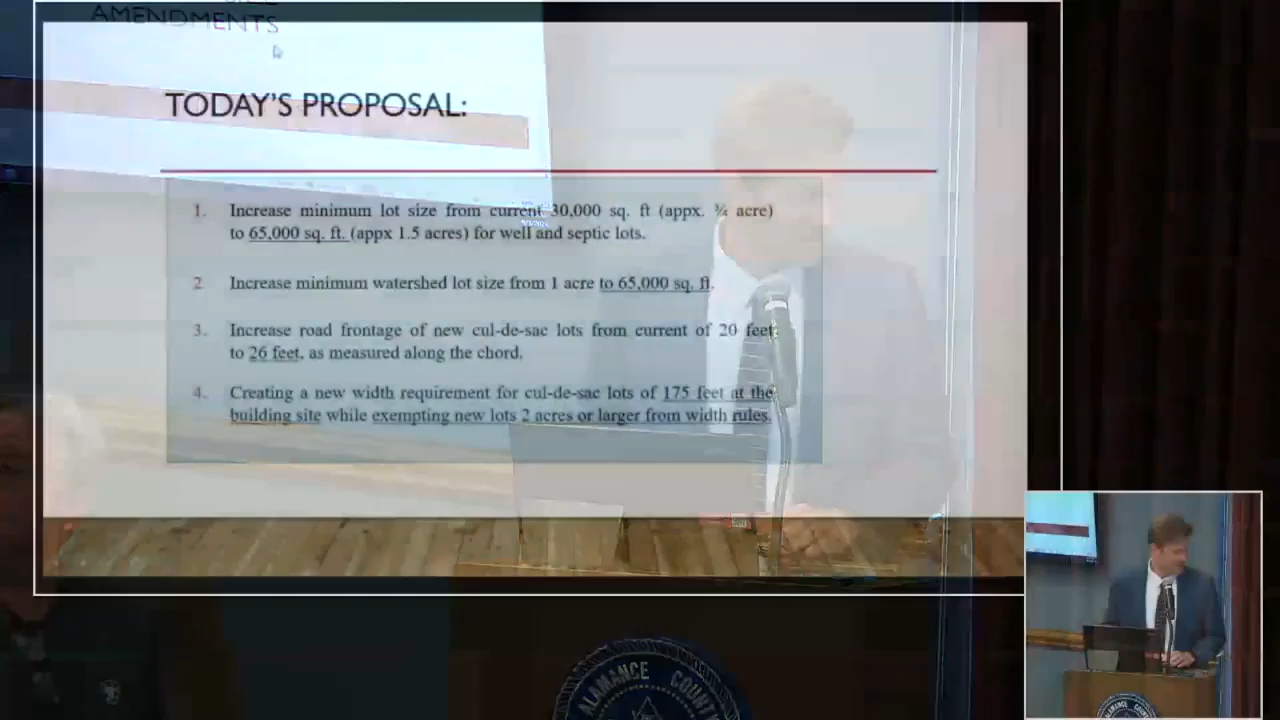 AMENDMENTS
TODAY'S PROPOSAL:
1. Increase minimum lot size from current 30,000 sq. ft (appx. ¾ acre)
to 65,000 sq. ft. (appx 1.5 acres) for well and septic lots.
2 Increase minimum watershed lot size from 1 acre to 65,000 sq. ft.
3. Increase road frontage of new cul-de-sac lots from current of 20 feet
to 26 feet, as measured along the chord.
4. Creating a new width requirement for cul-de-sac lots of 175 feet at the
building site while exempting new lots 2 acres or larger from width rules.
ALAMANCE COUNTY
ALAMANCE COUNTY